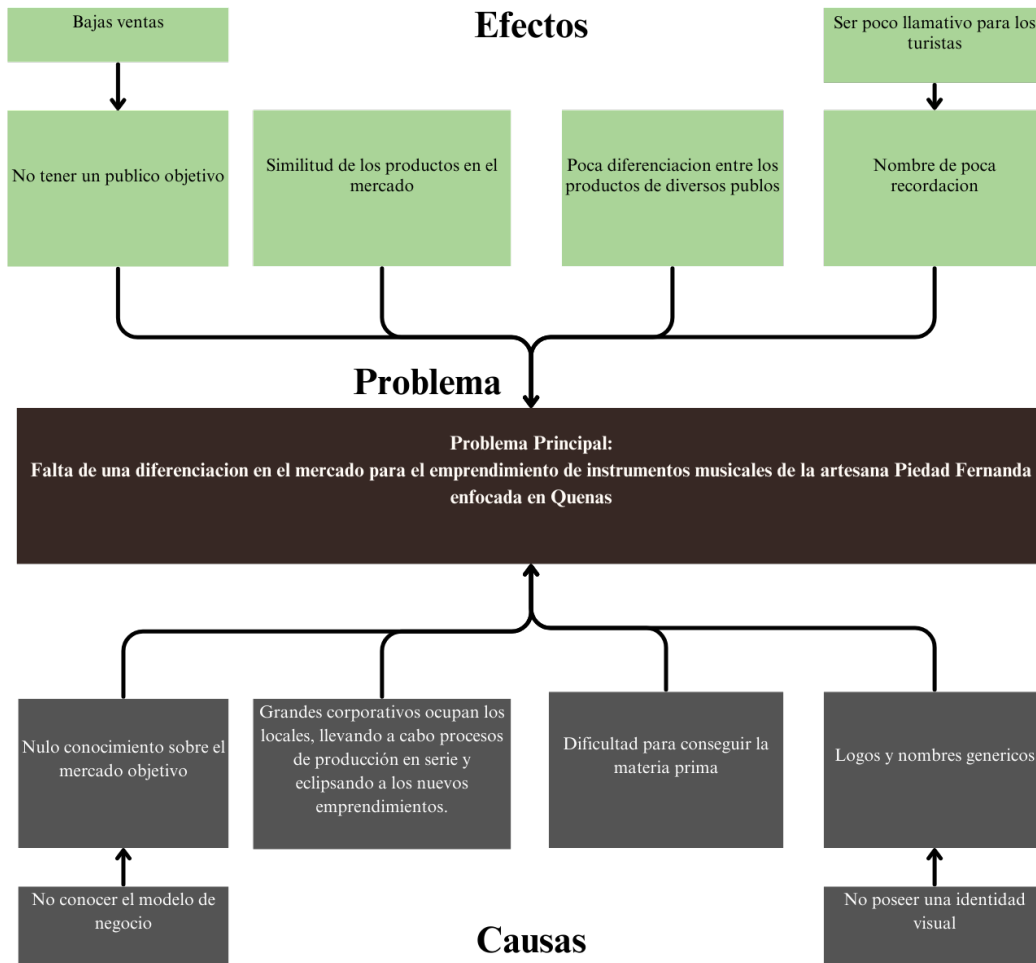 Efectos
Bajas ventas
Ser poco llamativo para los
turistas
No tener un publico objetivo
Similitud de los productos en el
mercado
Poca diferenciacion entre los
productos de diversos publos
Nombre de poca
recordacion
Problema
Problema Principal:
Falta de una diferenciacion en el mercado para el emprendimiento de instrumentos musicales de la artesana Piedad Fernanda
enfocada en Quenas
Nulo conocimiento sobre el
mercado objetivo
Grandes corporativos ocupan los
locales, llevando a cabo procesos
de producción en serie y
eclipsando a los nuevos
emprendimientos.
Dificultad para conseguir la
materia prima
Logos y nombres genericos
No conocer el modelo de
negocio
No poseer una identidad
visual
Causas